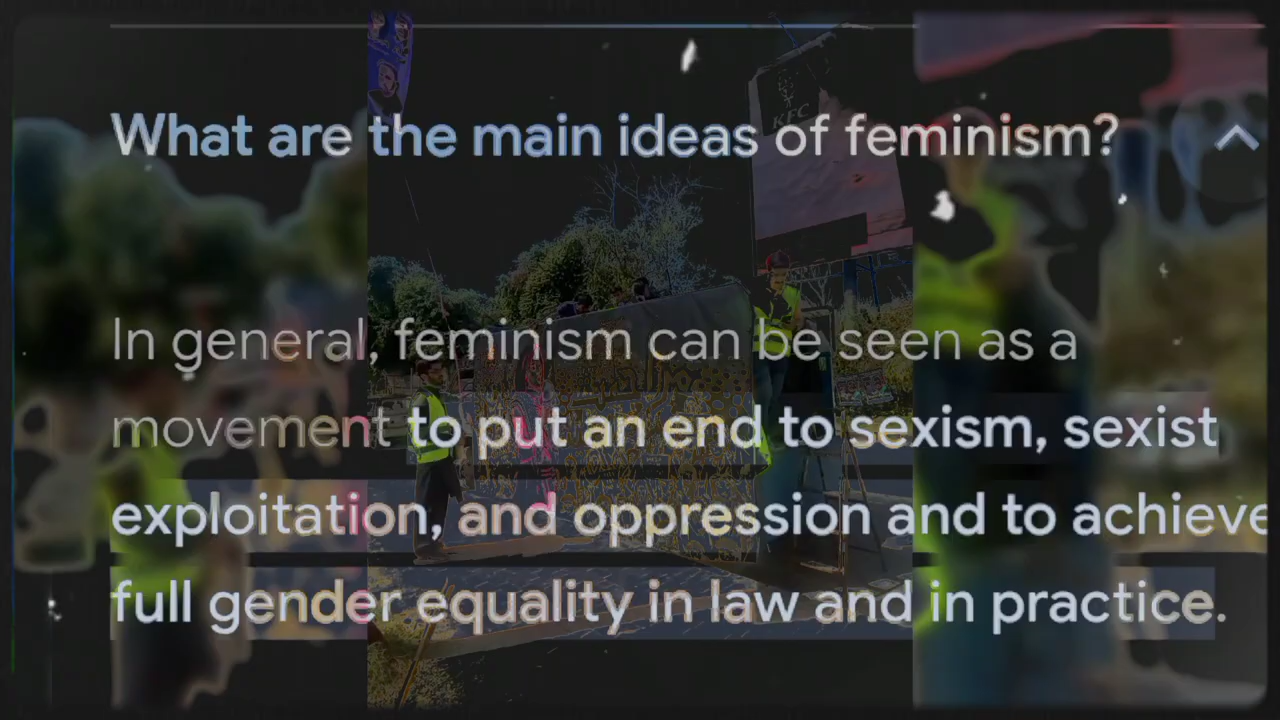 KFC
What are the main ideas of feminism?
In general, feminism can be seen as a
movement to put an end to sexism, sexist
exploitation, and oppression and to achieve
full gender equality in law and in practice.